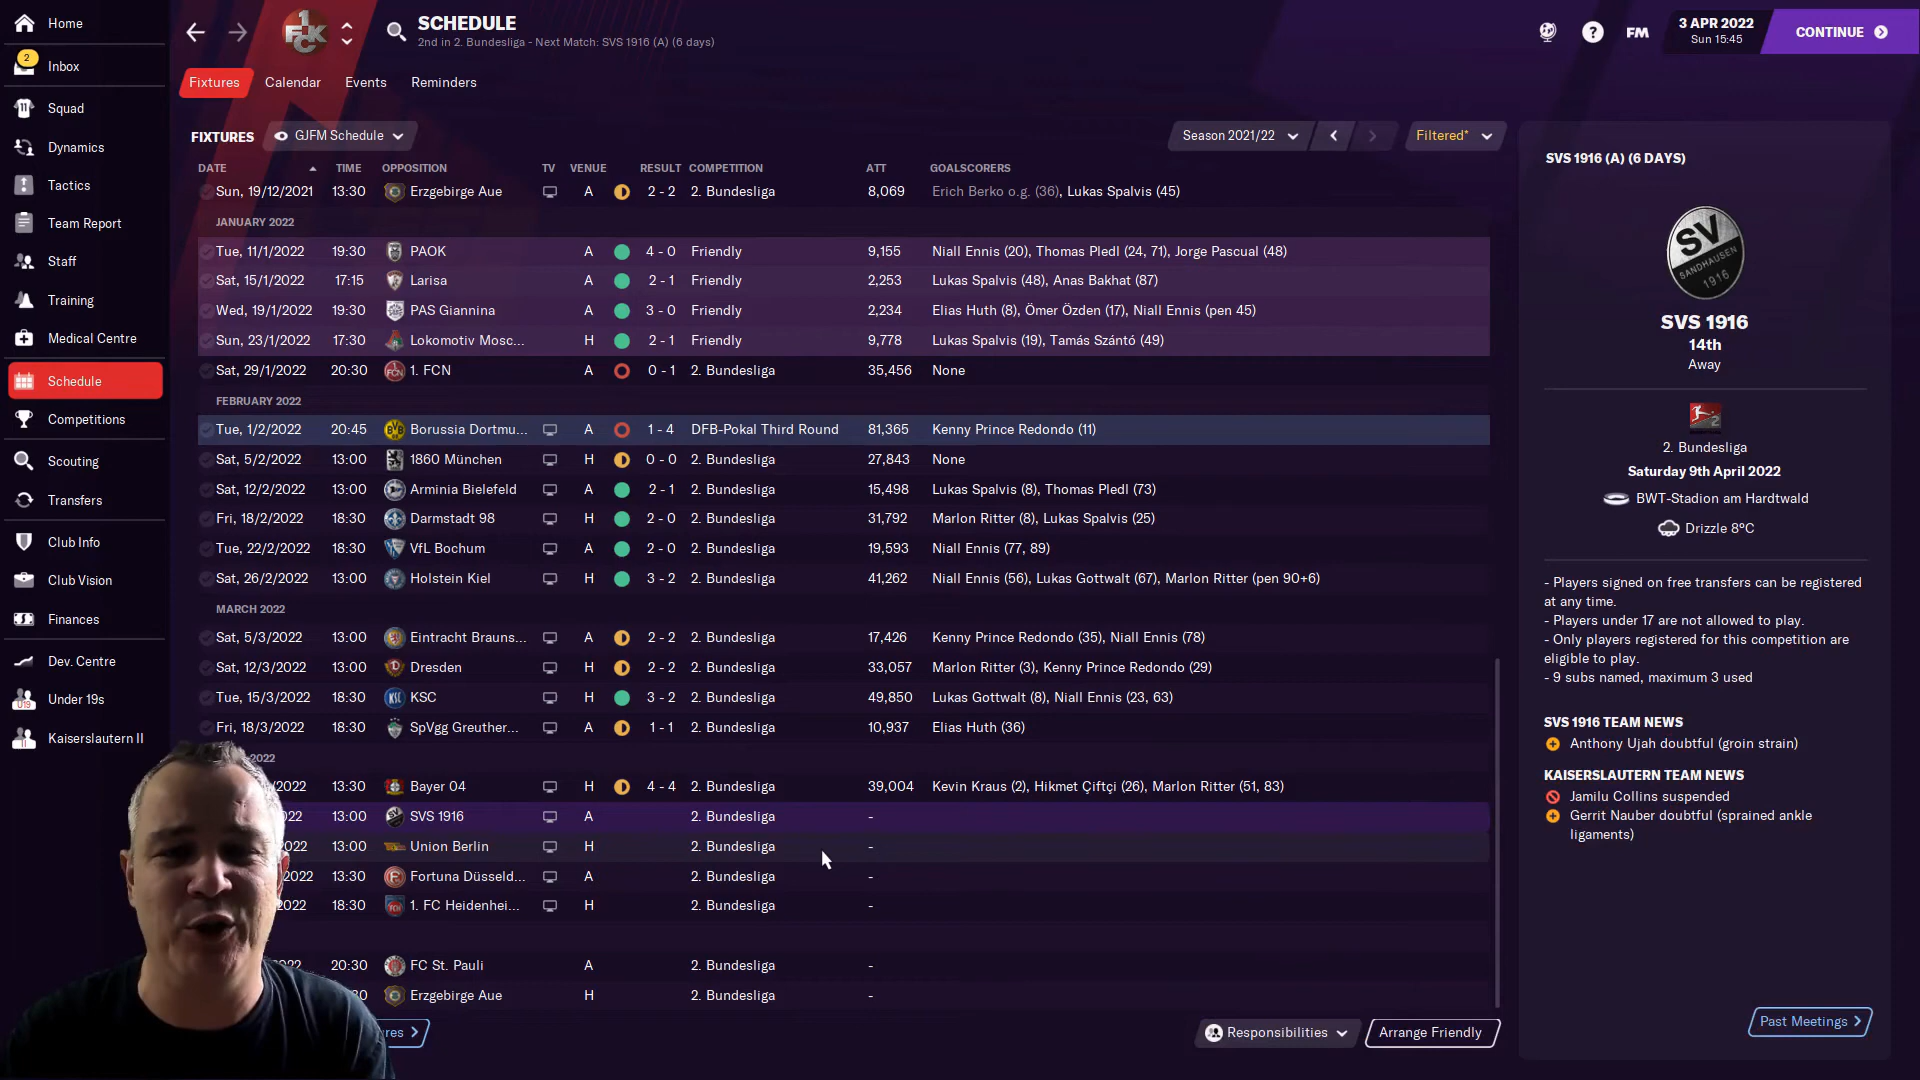 Home
2
Inbox
Squad
Dynamics
Tactics
Team Report
Staff
Training
Medical Centre
Schedule
Competitions
Scouting
Transfers
Club Info
Club Vision
Finances
Dev. Centre
Under 19s
Kaiserslautern II
SCHEDULE
2nd in 2. Bundesliga - Next Match: SVS 1916 (A) (6 days)
FM
3 APR 2022
Sun 15:45
CONTINUE
Fixtures Calendar Events Reminders
FIXTURES GJFM Schedule Season 2021/22 Filtered*
DATE TIME OPPOSITION TV VENUE RESULT COMPETITION ATT GOALSCORERS
Sun, 19/12/2021 13:30 Erzgebirge Aue A 2 - 2 2. Bundesliga 8,069 Erich Berko o.g. (36), Lukas Spalvis (45)
JANUARY 2022
Tue, 11/1/2022 19:30 PAOK A 4 - 0 Friendly 9,155 Niall Ennis (20), Thomas Pledl (24, 71), Jorge Pascual (48)
Sat, 15/1/2022 17:15 Larisa A 2 - 1 Friendly 2,253 Lukas Spalvis (48), Anas Bakhat (87)
Wed, 19/1/2022 19:30 PAS Giannina A 3 - 0 Friendly 2,234 Elias Huth (8), Ömer Özden (17), Niall Ennis (pen 45)
Sun, 23/1/2022 17:30 Lokomotiv Mosc... H 2 - 1 Friendly 9,778 Lukas Spalvis (19), Tamás Szántó (49)
Sat, 29/1/2022 20:30 1. FCN A 0 - 1 2. Bundesliga 35,456 None
FEBRUARY 2022
Tue, 1/2/2022 20:45 Borussia Dortmu... A 1 - 4 DFB-Pokal Third Round 81,365 Kenny Prince Redondo (11)
Sat, 5/2/2022 13:00 1860 München H 0 - 0 2. Bundesliga 27,843 None
Sat, 12/2/2022 13:00 Arminia Bielefeld A 2 - 1 2. Bundesliga 15,498 Lukas Spalvis (8), Thomas Pledl (73)
Fri, 18/2/2022 18:30 Darmstadt 98 H 2 - 0 2. Bundesliga 31,792 Marlon Ritter (8), Lukas Spalvis (25)
Tue, 22/2/2022 18:30 VfL Bochum A 2 - 0 2. Bundesliga 19,593 Niall Ennis (77, 89)
Sat, 26/2/2022 13:00 Holstein Kiel H 3 - 2 2. Bundesliga 41,262 Niall Ennis (56), Lukas Gottwalt (67), Marlon Ritter (pen 90+6)
MARCH 2022
Sat, 5/3/2022 13:00 Eintracht Brauns... A 2 - 2 2. Bundesliga 17,426 Kenny Prince Redondo (35), Niall Ennis (78)
Sat, 12/3/2022 13:00 Dresden H 2 - 2 2. Bundesliga 33,057 Marlon Ritter (3), Kenny Prince Redondo (29)
Tue, 15/3/2022 18:30 KSC H 3 - 2 2. Bundesliga 49,850 Lukas Gottwalt (8), Niall Ennis (23, 63)
Fri, 18/3/2022 18:30 SpVgg Greuther... A 1 - 1 2. Bundesliga 10,937 Elias Huth (36)
2022
13:30 Bayer 04 H 4 - 4 2. Bundesliga 39,004 Kevin Kraus (2), Hikmet Çiftçi (26), Marlon Ritter (51, 83)
13:00 SVS 1916 A 2. Bundesliga -
13:00 Union Berlin H 2. Bundesliga -
2022 13:30 Fortuna Düsseld... A 2. Bundesliga -
2022 18:30 1. FC Heidenhei... H 2. Bundesliga -
20:30 FC St. Pauli A 2. Bundesliga -
Erzgebirge Aue H 2. Bundesliga -
Responsibilities Arrange Friendly
SVS 1916 (A) (6 DAYS)
SV
SANDHAUSEN
1916
SVS 1916
14th
Away
2. Bundesliga
Saturday 9th April 2022
BWT-Stadion am Hardtwald
Drizzle 8°C
- Players signed on free transfers can be registered
at any time.
- Players under 17 are not allowed to play.
- Only players registered for this competition are
eligible to play.
- 9 subs named, maximum 3 used
SVS 1916 TEAM NEWS
Anthony Ujah doubtful (groin strain)
KAISERSLAUTERN TEAM NEWS
Jamilu Collins suspended
Gerrit Nauber doubtful (sprained ankle
ligaments)
Past Meetings